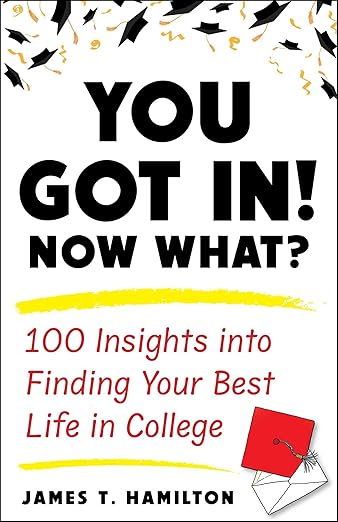 YOU
GOT IN!
NOW WHAT?
100 Insights into
Finding Your Best
Life in College
JAMES T. HAMILTON